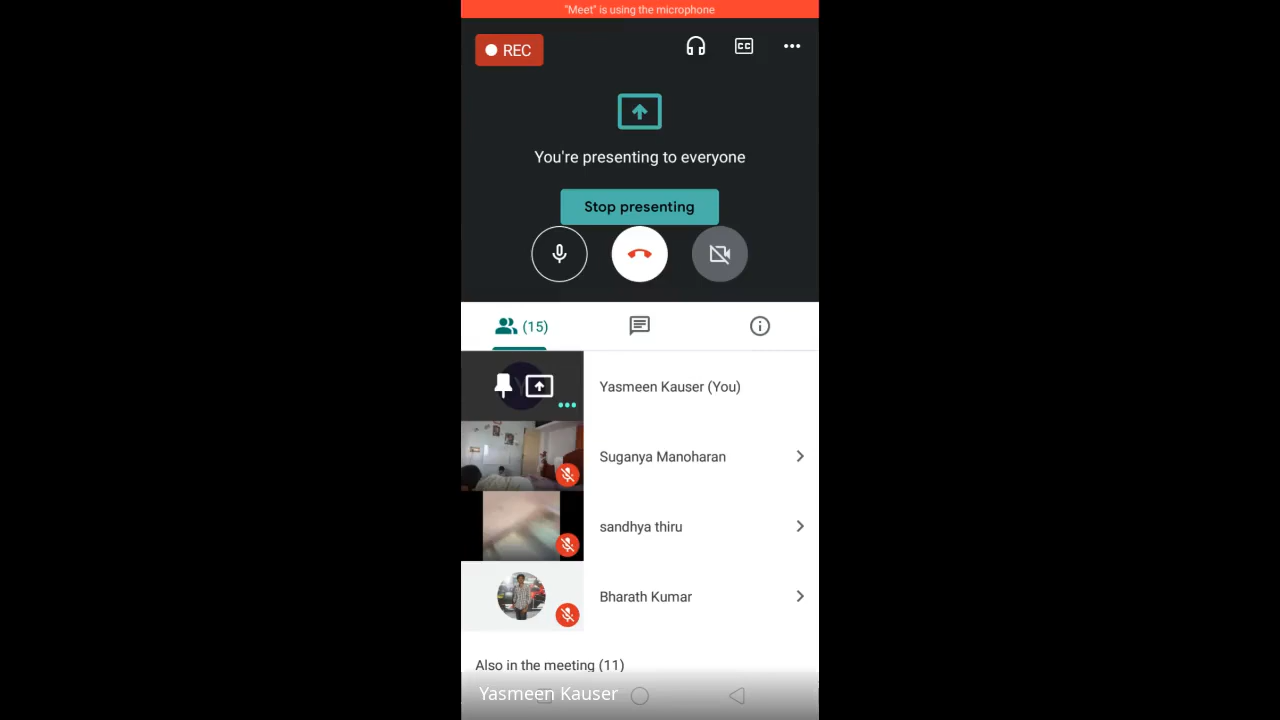 "Meet" is using the microphone
REC
CC
You're presenting to everyone
Stop presenting
(15)
Yasmeen Kauser (You)
Suganya Manoharan
sandhya thiru
Bharath Kumar
Also in the meeting (11)
Yasmeen Kauser